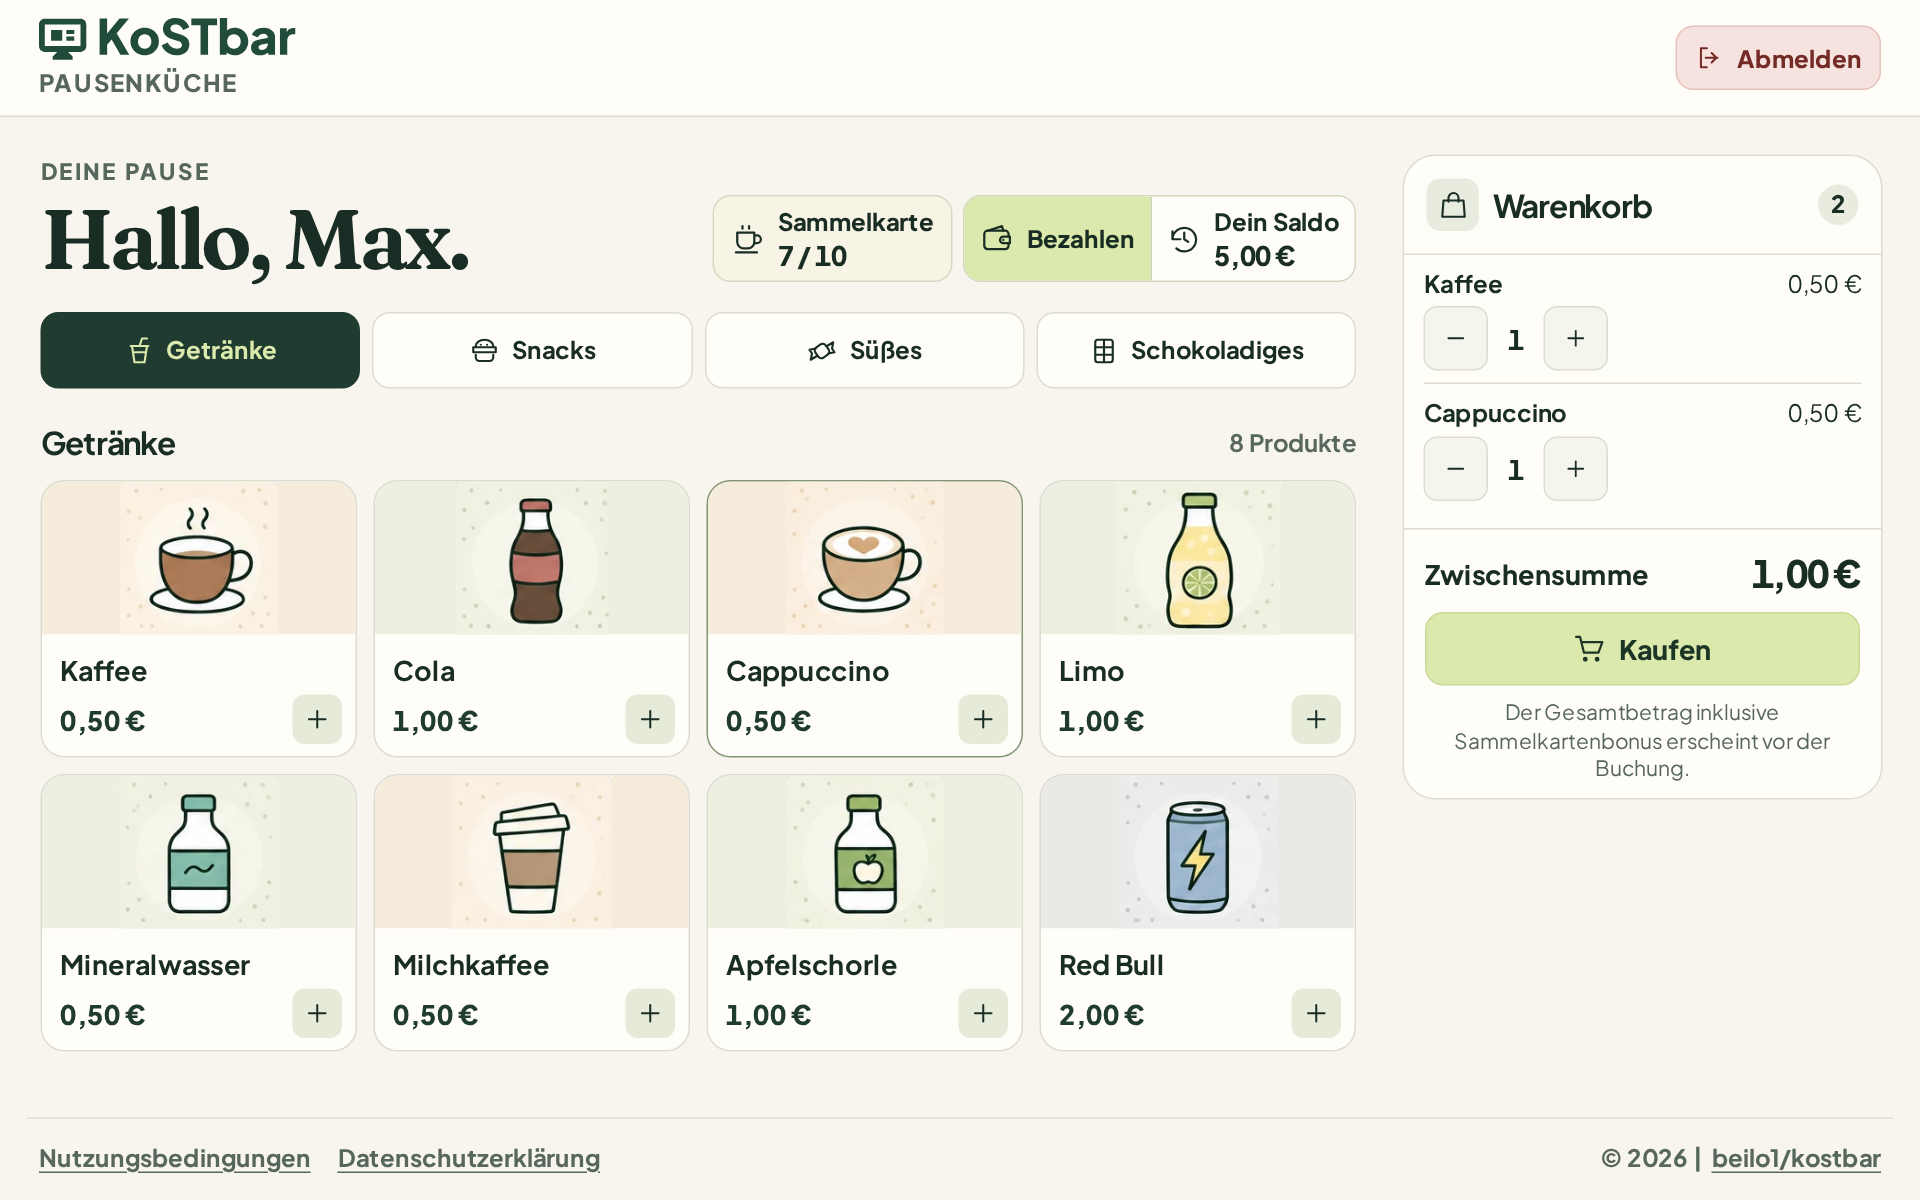 KoSTbar
PAUSENKÜCHE
Abmelden
DEINE PAUSE
Hallo, Max.
Sammelkarte
7/10
Bezahlen
Dein Saldo
5,00 €
Getränke
Snacks
Süßes
Schokoladiges
Getränke
8 Produkte
Kaffee
0,50 €
+
Cola
1,00 €
+
Cappuccino
0,50 €
+
Limo
1,00 €
+
Mineralwasser
0,50 €
+
Milchkaffee
0,50 €
+
Apfelschorle
1,00 €
+
Red Bull
2,00 €
+
Warenkorb
2
Kaffee
0,50 €
− 1 +
Cappuccino
0,50 €
− 1 +
Zwischensumme
1,00 €
Kaufen
Der Gesamtbetrag inklusive
Sammelkartenbonus erscheint vor der
Buchung.
Nutzungsbedingungen
Datenschutzerklärung
© 2026 | beilo1/kostbar